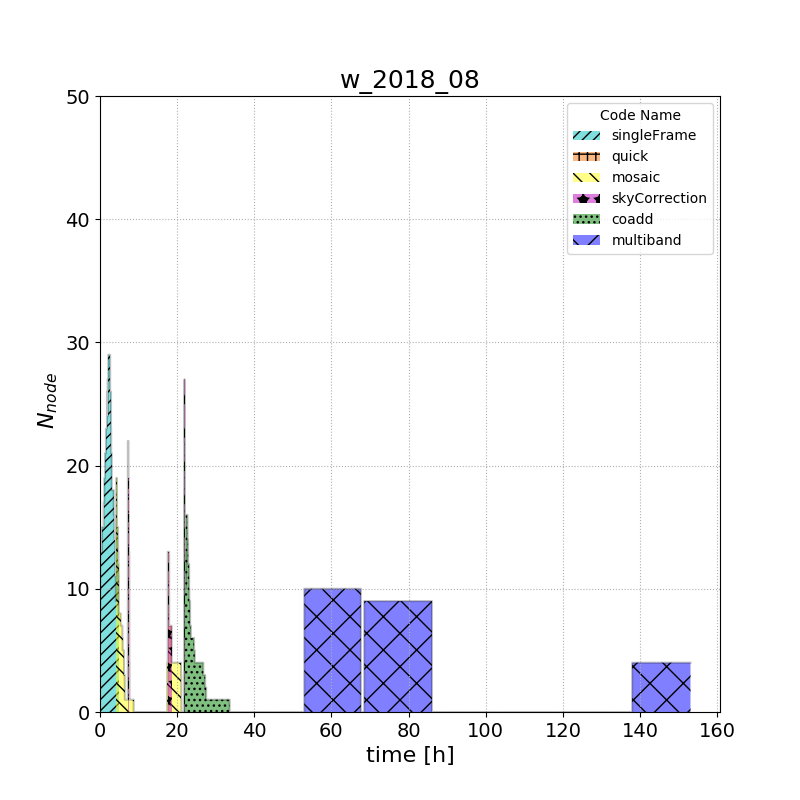 w_2018_08
50
40
30
20
10
0
N_node
Code Name
singleFrame
quick
mosaic
skyCorrection
coadd
multiband
0 20 40 60 80 100 120 140 160
time [h]